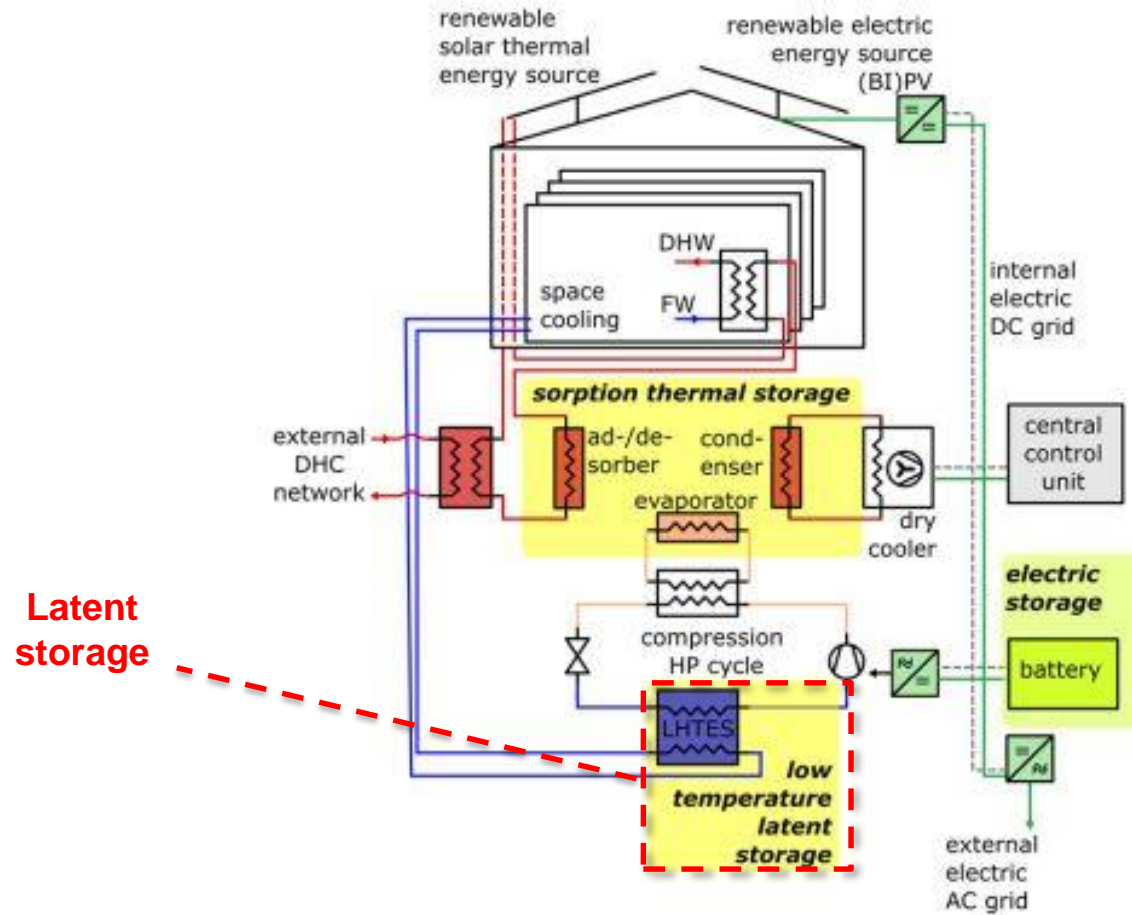 renewable
solar thermal
energy source
renewable electric
energy source
(BI)PV
DHW
FW
space
cooling
internal
electric
DC grid
sorption thermal storage
external
DHC
network
ad-/de-
sorber
cond-
enser
evaporator
dry
cooler
central
control
unit
electric
storage
battery
compression
HP cycle
Latent
storage
LHTES
low
temperature
latent
storage
external
electric
AC grid